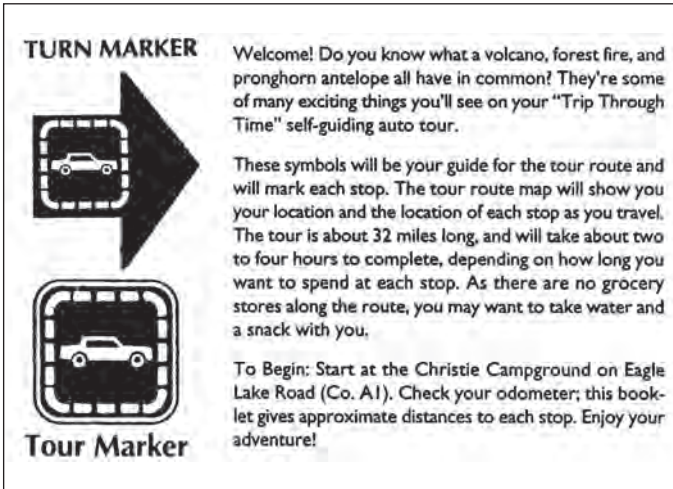 TURN MARKER
Welcome! Do you know what a volcano, forest fire, and
pronghorn antelope all have in common? They're some
of many exciting things you'll see on your "Trip Through
Time" self-guiding auto tour.
These symbols will be your guide for the tour route and
will mark each stop. The tour route map will show you
your location and the location of each stop as you travel.
The tour is about 32 miles long, and will take about two
to four hours to complete, depending on how long you
want to spend at each stop. As there are no grocery
stores along the route, you may want to take water and
a snack with you.
To Begin: Start at the Christie Campground on Eagle
Lake Road (Co. A1). Check your odometer; this book-
let gives approximate distances to each stop. Enjoy your
adventure!
Tour Marker